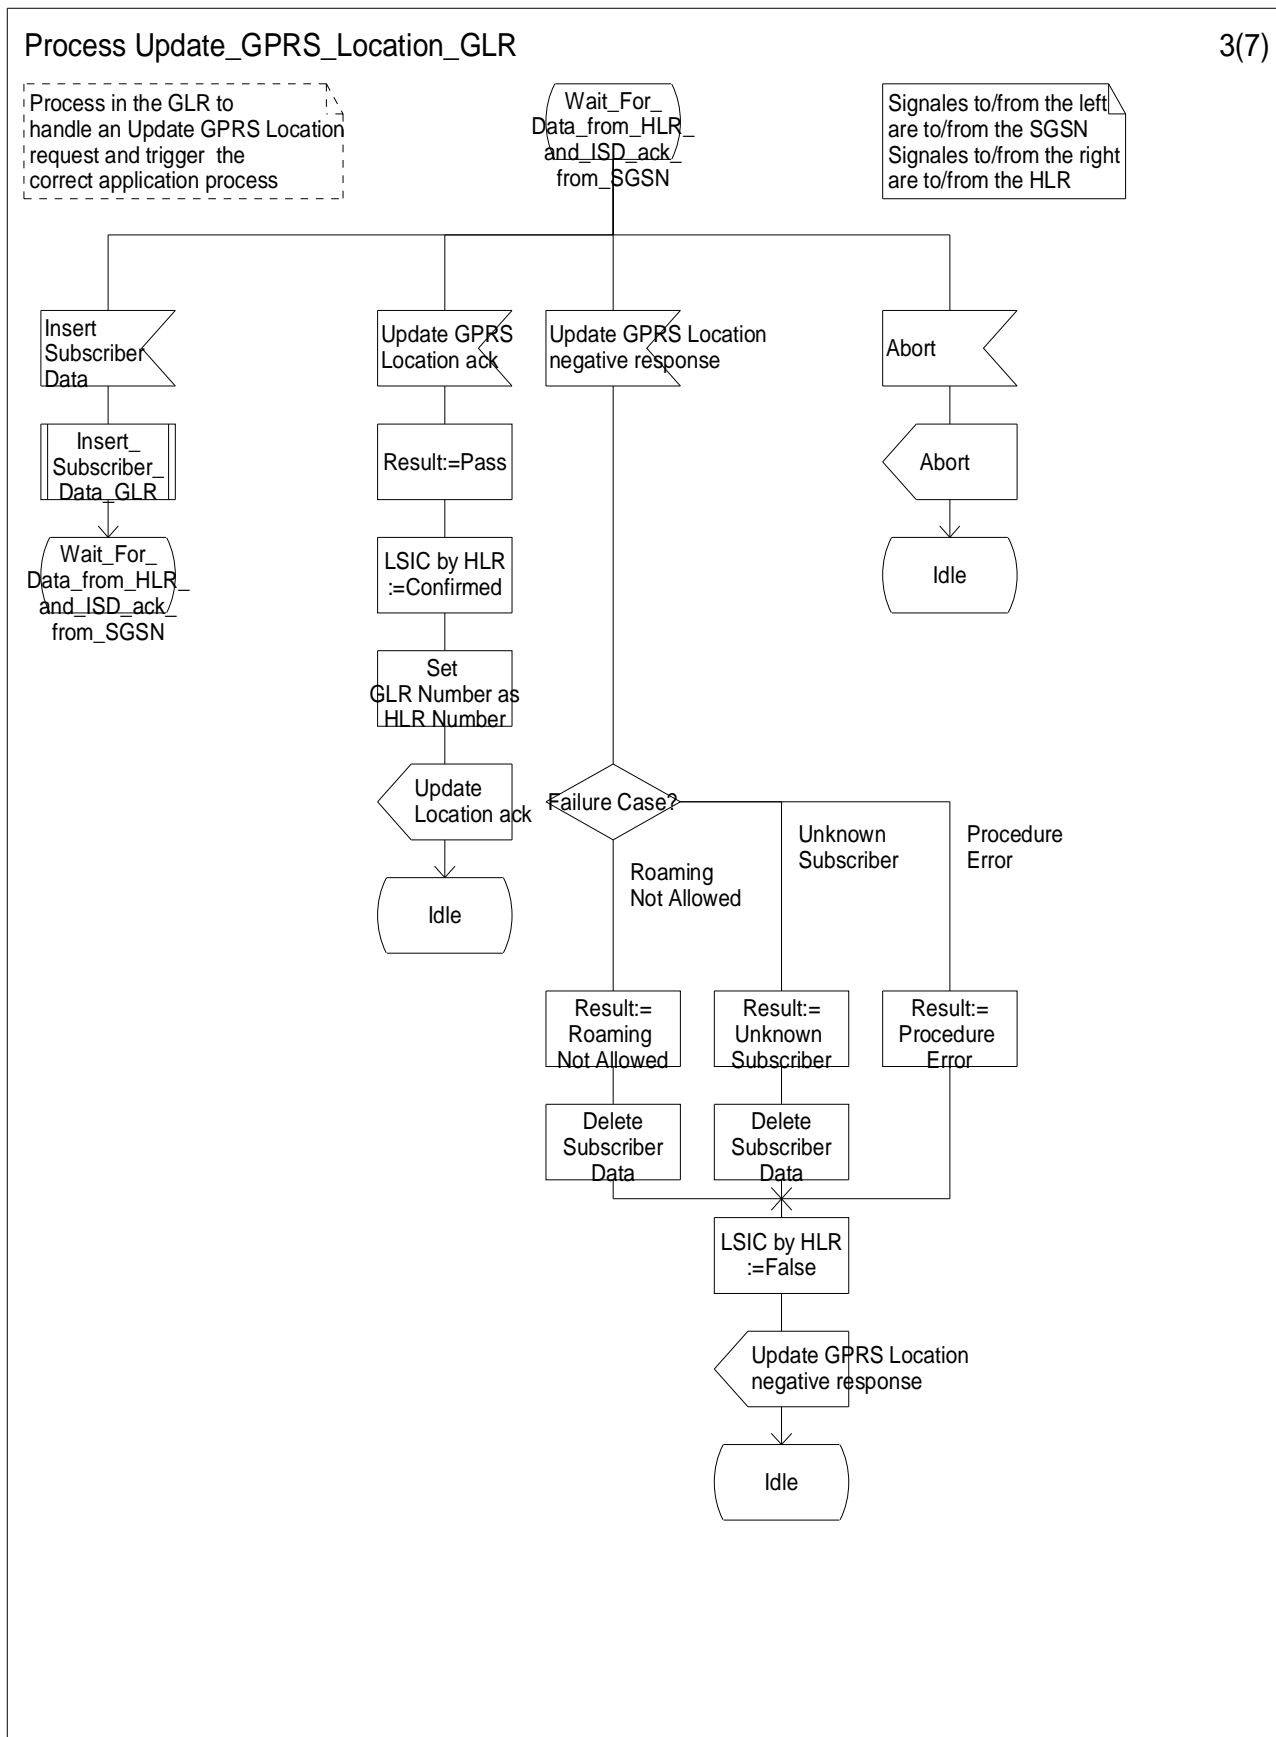 Process Update_GPRS_Location_GLR
3(7)
Process in the GLR to
handle an Update GPRS Location
request and trigger the
correct application process
Wait_For_
Data_from_HLR_
and_ISD_ack_
from_SGSN
Signales to/from the left
are to/from the SGSN
Signales to/from the right
are to/from the HLR
Insert
Subscriber
Data
Update GPRS
Location ack
Update GPRS Location
negative response
Abort
Insert_
Subscriber_
Data_GLR
Result:=Pass
Abort
Wait_For_
Data_from_HLR_
and_ISD_ack_
from_SGSN
LSIC by HLR
:=Confirmed
Idle
Set
GLR Number as
HLR Number
Update
Location ack
Failure Case?
Unknown
Subscriber
Procedure
Error
Roaming
Not Allowed
Idle
Result:=
Roaming
Not Allowed
Result:=
Unknown
Subscriber
Result:=
Procedure
Error
Delete
Subscriber
Data
Delete
Subscriber
Data
LSIC by HLR
:=False
Update GPRS Location
negative response
Idle